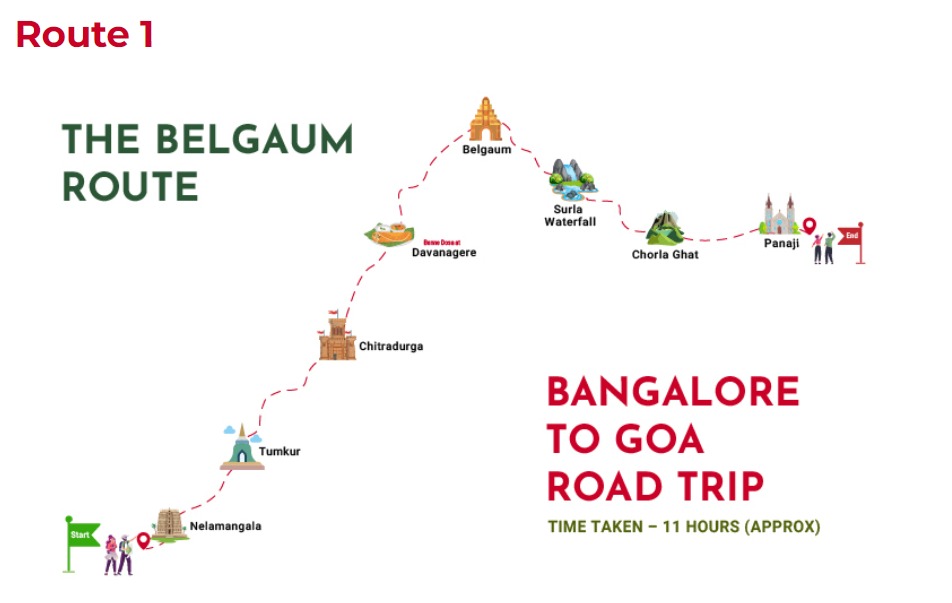 Route 1
THE BELGAUM
ROUTE
Belgaum
Surla
Waterfall
Chorla Ghat
Panaji
End
Benne Dosa at
Davanagere
Chitradurga
Tumkur
Nelamangala
Start
BANGALORE
TO GOA
ROAD TRIP
TIME TAKEN – 11 HOURS (APPROX)